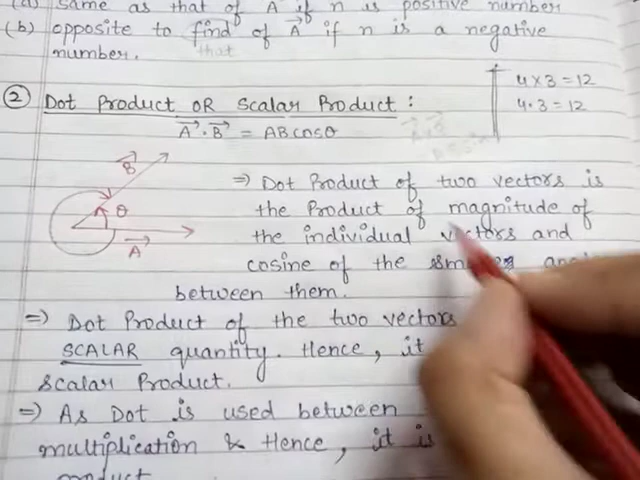 (a) same as that of A⃗ if n is positive number
(b) opposite to find of A⃗ if n is a negative
that
number.
② Dot Product OR Scalar Product :
4 × 3 = 12
4 · 3 = 12
A⃗ · B⃗ = AB cosθ
B⃗
θ
A⃗
⇒ Dot Product of two vectors is
the Product of magnitude of
the individual vectors and
cosine of the
between them.
⇒ Dot Product of the two vectors
SCALAR quantity. Hence, it
scalar Product.
⇒ As Dot is used between
multiplication & Hence, it is
product